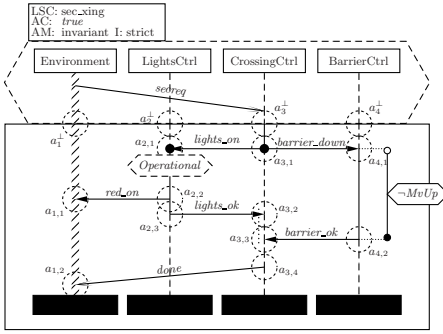 LSC: sec_xing
AC: true
AM: invariant I: strict
Environment LightsCtrl CrossingCtrl BarrierCtrl
secreq
a⊥1 a⊥2 a⊥3 a⊥4
a2,1 lights_on a3,1 barrier_down a4,1
Operational
¬MvUp
a1,1 red_on a2,2
a2,3 lights_ok a3,2
a3,3 barrier_ok a4,2
a1,2 done a3,4